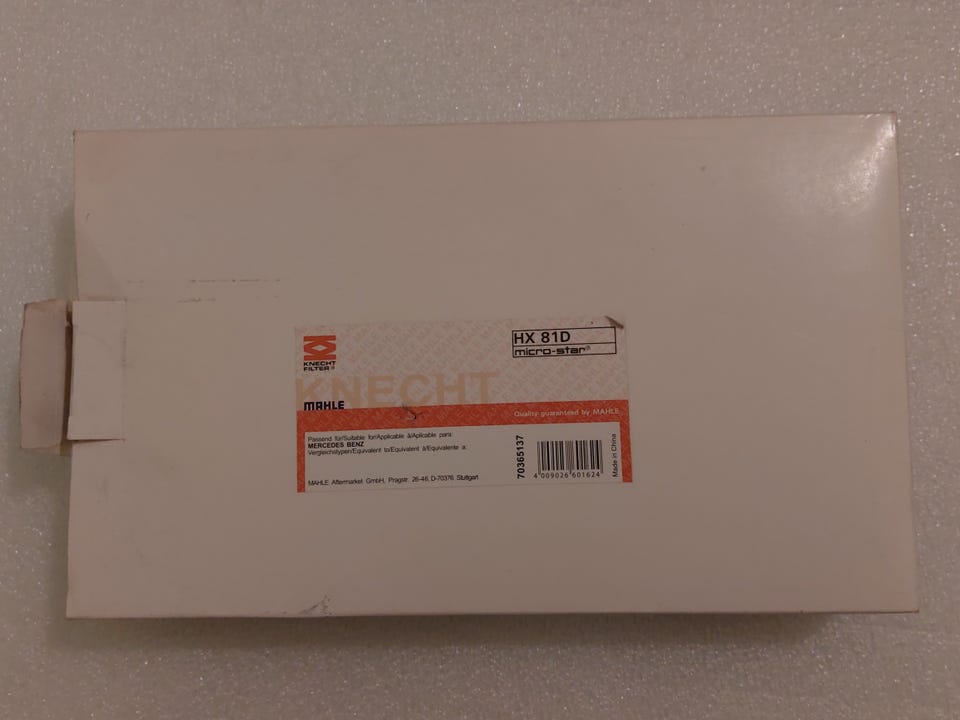 KNECHT
FILTER®
HX 81D
micro-star®
KNECHT
MAHLE
Quality guaranteed by MAHLE
Passend für/Suitable for/Applicable à/Aplicable para:
MERCEDES BENZ
Vergleichstypen/Equivalent to/Equivalent à/Equivalente a:
MAHLE Aftermarket GmbH, Pragstr. 26-46, D-70376 Stuttgart
70365137
4 009026 601624
Made in China